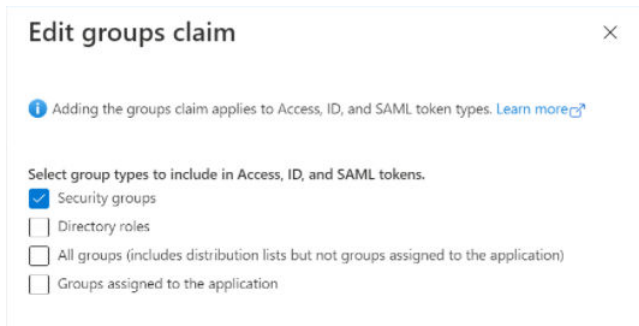 Edit groups claim
Adding the groups claim applies to Access, ID, and SAML token types. Learn more
Select group types to include in Access, ID, and SAML tokens.
Security groups
Directory roles
All groups (includes distribution lists but not groups assigned to the application)
Groups assigned to the application